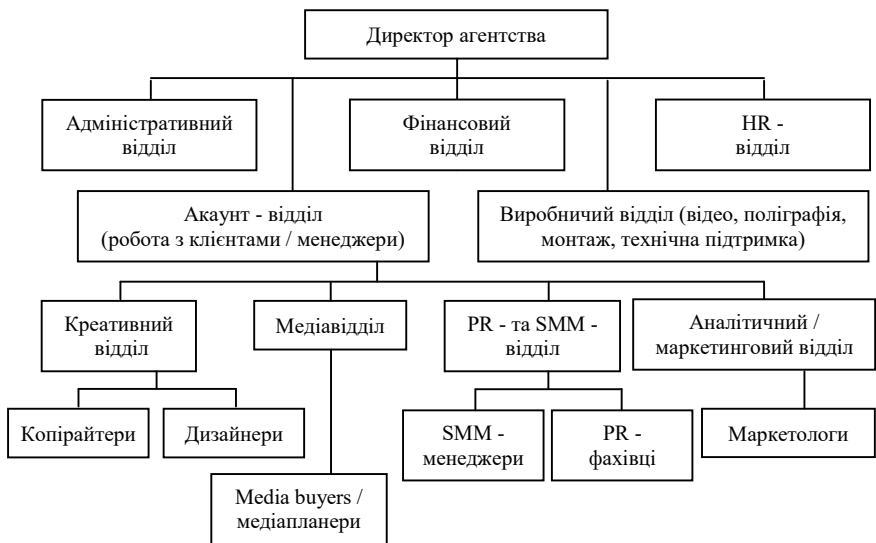 Директор агентства
Адміністративний
відділ
Фінансовий
відділ
HR -
відділ
Акаунт - відділ
(робота з клієнтами / менеджери)
Виробничий відділ (відео, поліграфія,
монтаж, технічна підтримка)
Креативний
відділ
Медіавідділ
PR - та SMM -
відділ
Аналітичний /
маркетинговий відділ
Копірайтери
Дизайнери
SMM -
менеджери
PR -
фахівці
Маркетологи
Media buyers /
медіапланери